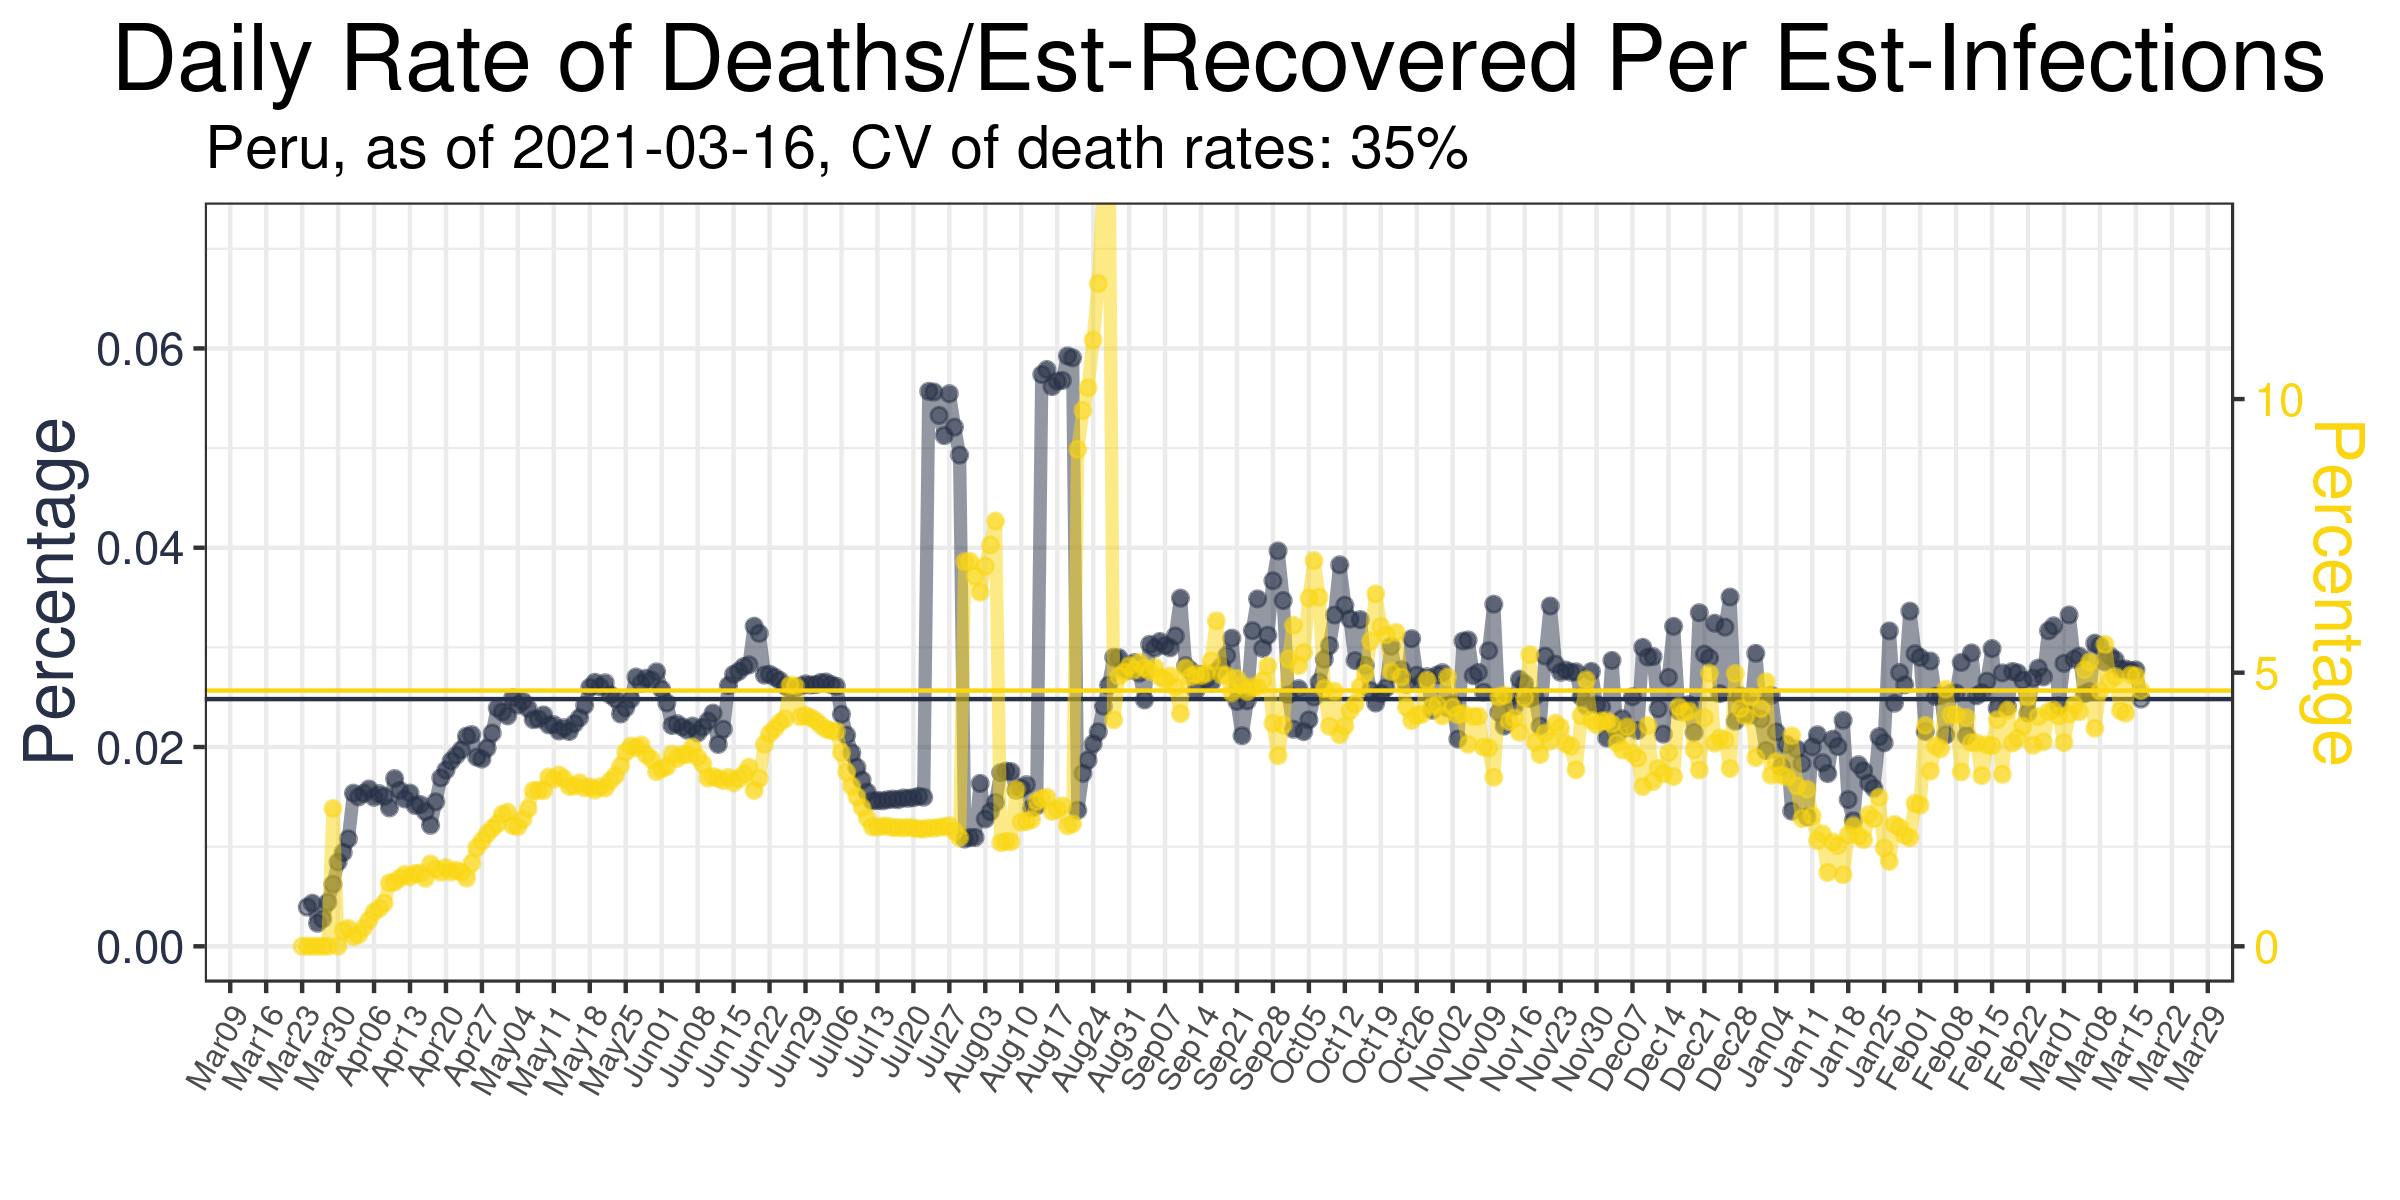 Daily Rate of Deaths/Est-Recovered Per Est-Infections
Peru, as of 2021-03-16, CV of death rates: 35%
Percentage
0.06
0.04
0.02
0.00
10
5
0
Percentage
Mar09
Mar16
Mar23
Mar30
Apr06
Apr13
Apr20
Apr27
May04
May11
May18
May25
Jun01
Jun08
Jun15
Jun22
Jun29
Jul06
Jul13
Jul20
Jul27
Aug03
Aug10
Aug17
Aug24
Aug31
Sep07
Sep14
Sep21
Sep28
Oct05
Oct12
Oct19
Oct26
Nov02
Nov09
Nov16
Nov23
Nov30
Dec07
Dec14
Dec21
Dec28
Jan04
Jan11
Jan18
Jan25
Feb01
Feb08
Feb15
Feb22
Mar01
Mar08
Mar15
Mar22
Mar29